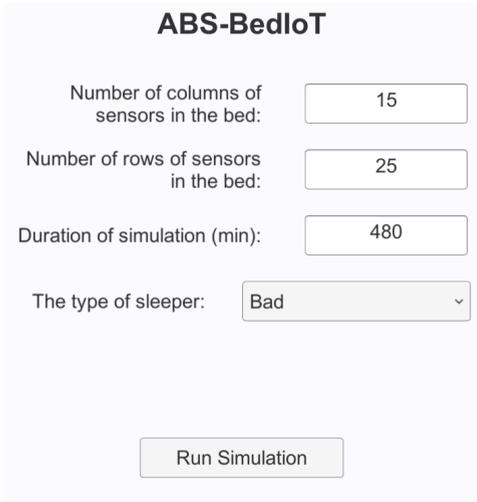 ABS-BedIoT
Number of columns of
sensors in the bed:
15
Number of rows of sensors
in the bed:
25
Duration of simulation (min):
480
The type of sleeper:
Bad
Run Simulation